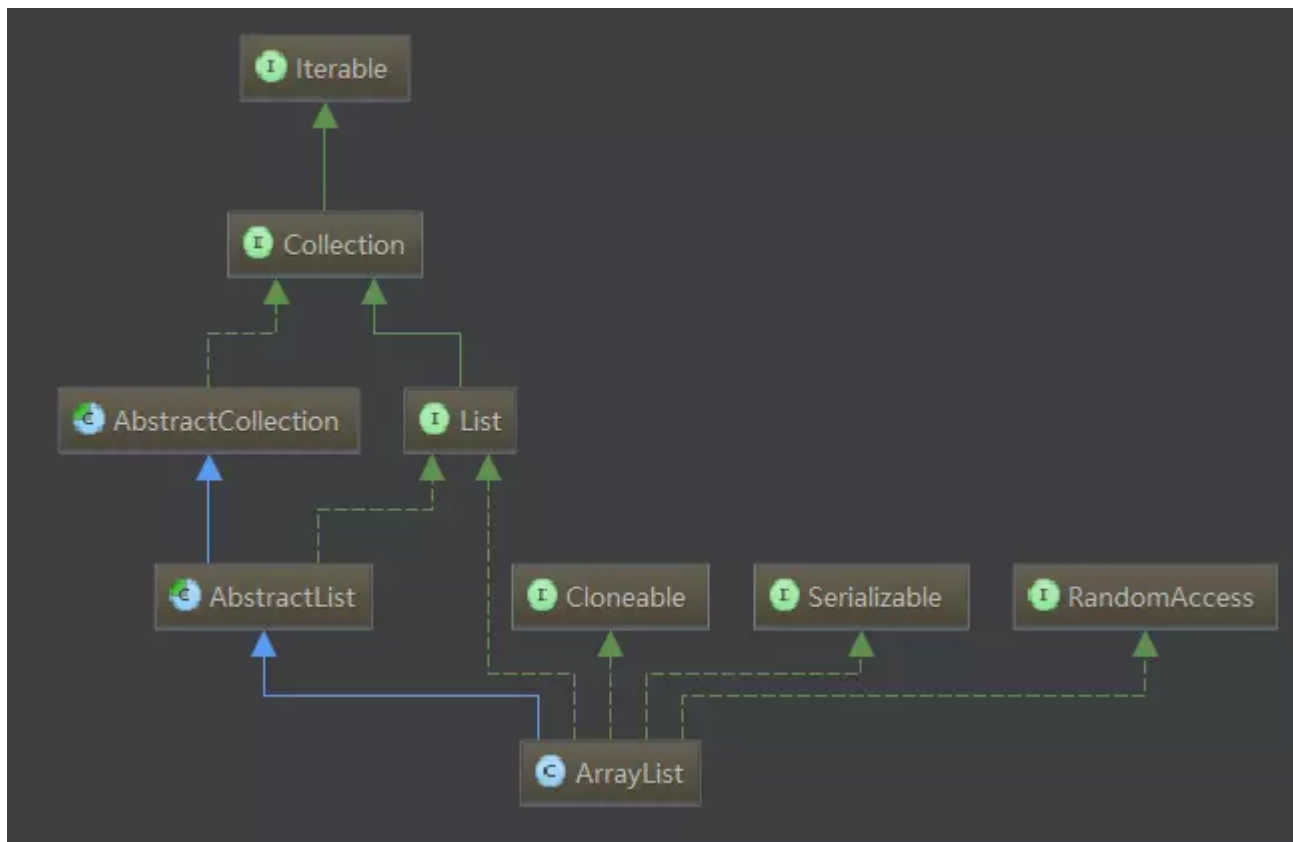 I Iterable
I Collection
C AbstractCollection
I List
C AbstractList
I Cloneable
I Serializable
I RandomAccess
C ArrayList